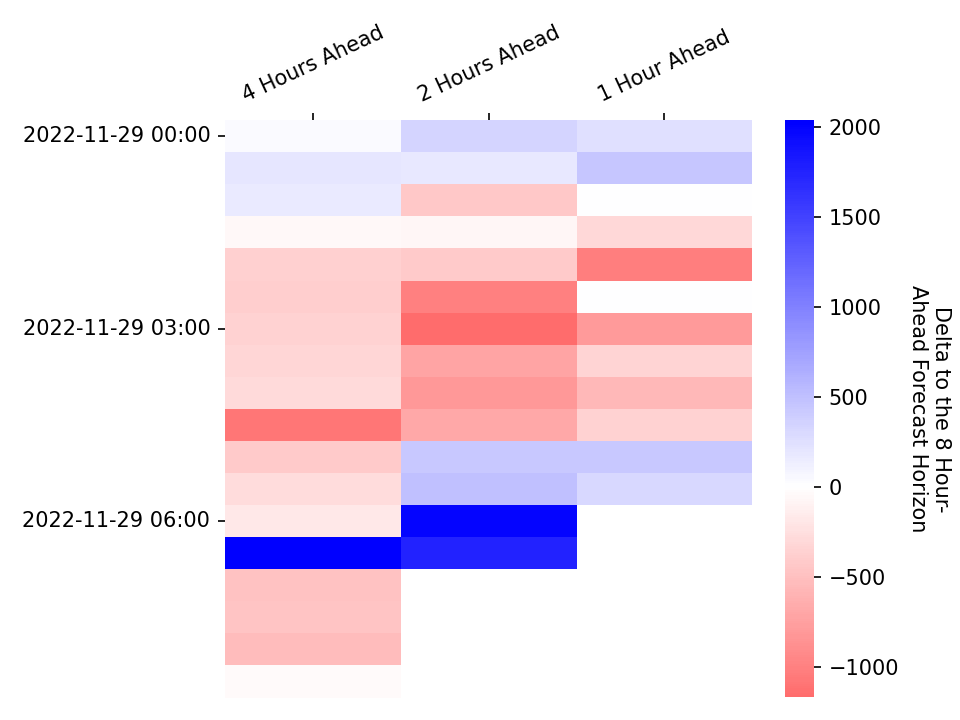 4 Hours Ahead
2 Hours Ahead
1 Hour Ahead
2022-11-29 00:00
2022-11-29 03:00
2022-11-29 06:00
2000
1500
1000
500
0
−500
−1000
Delta to the 8 Hour-
Ahead Forecast Horizon